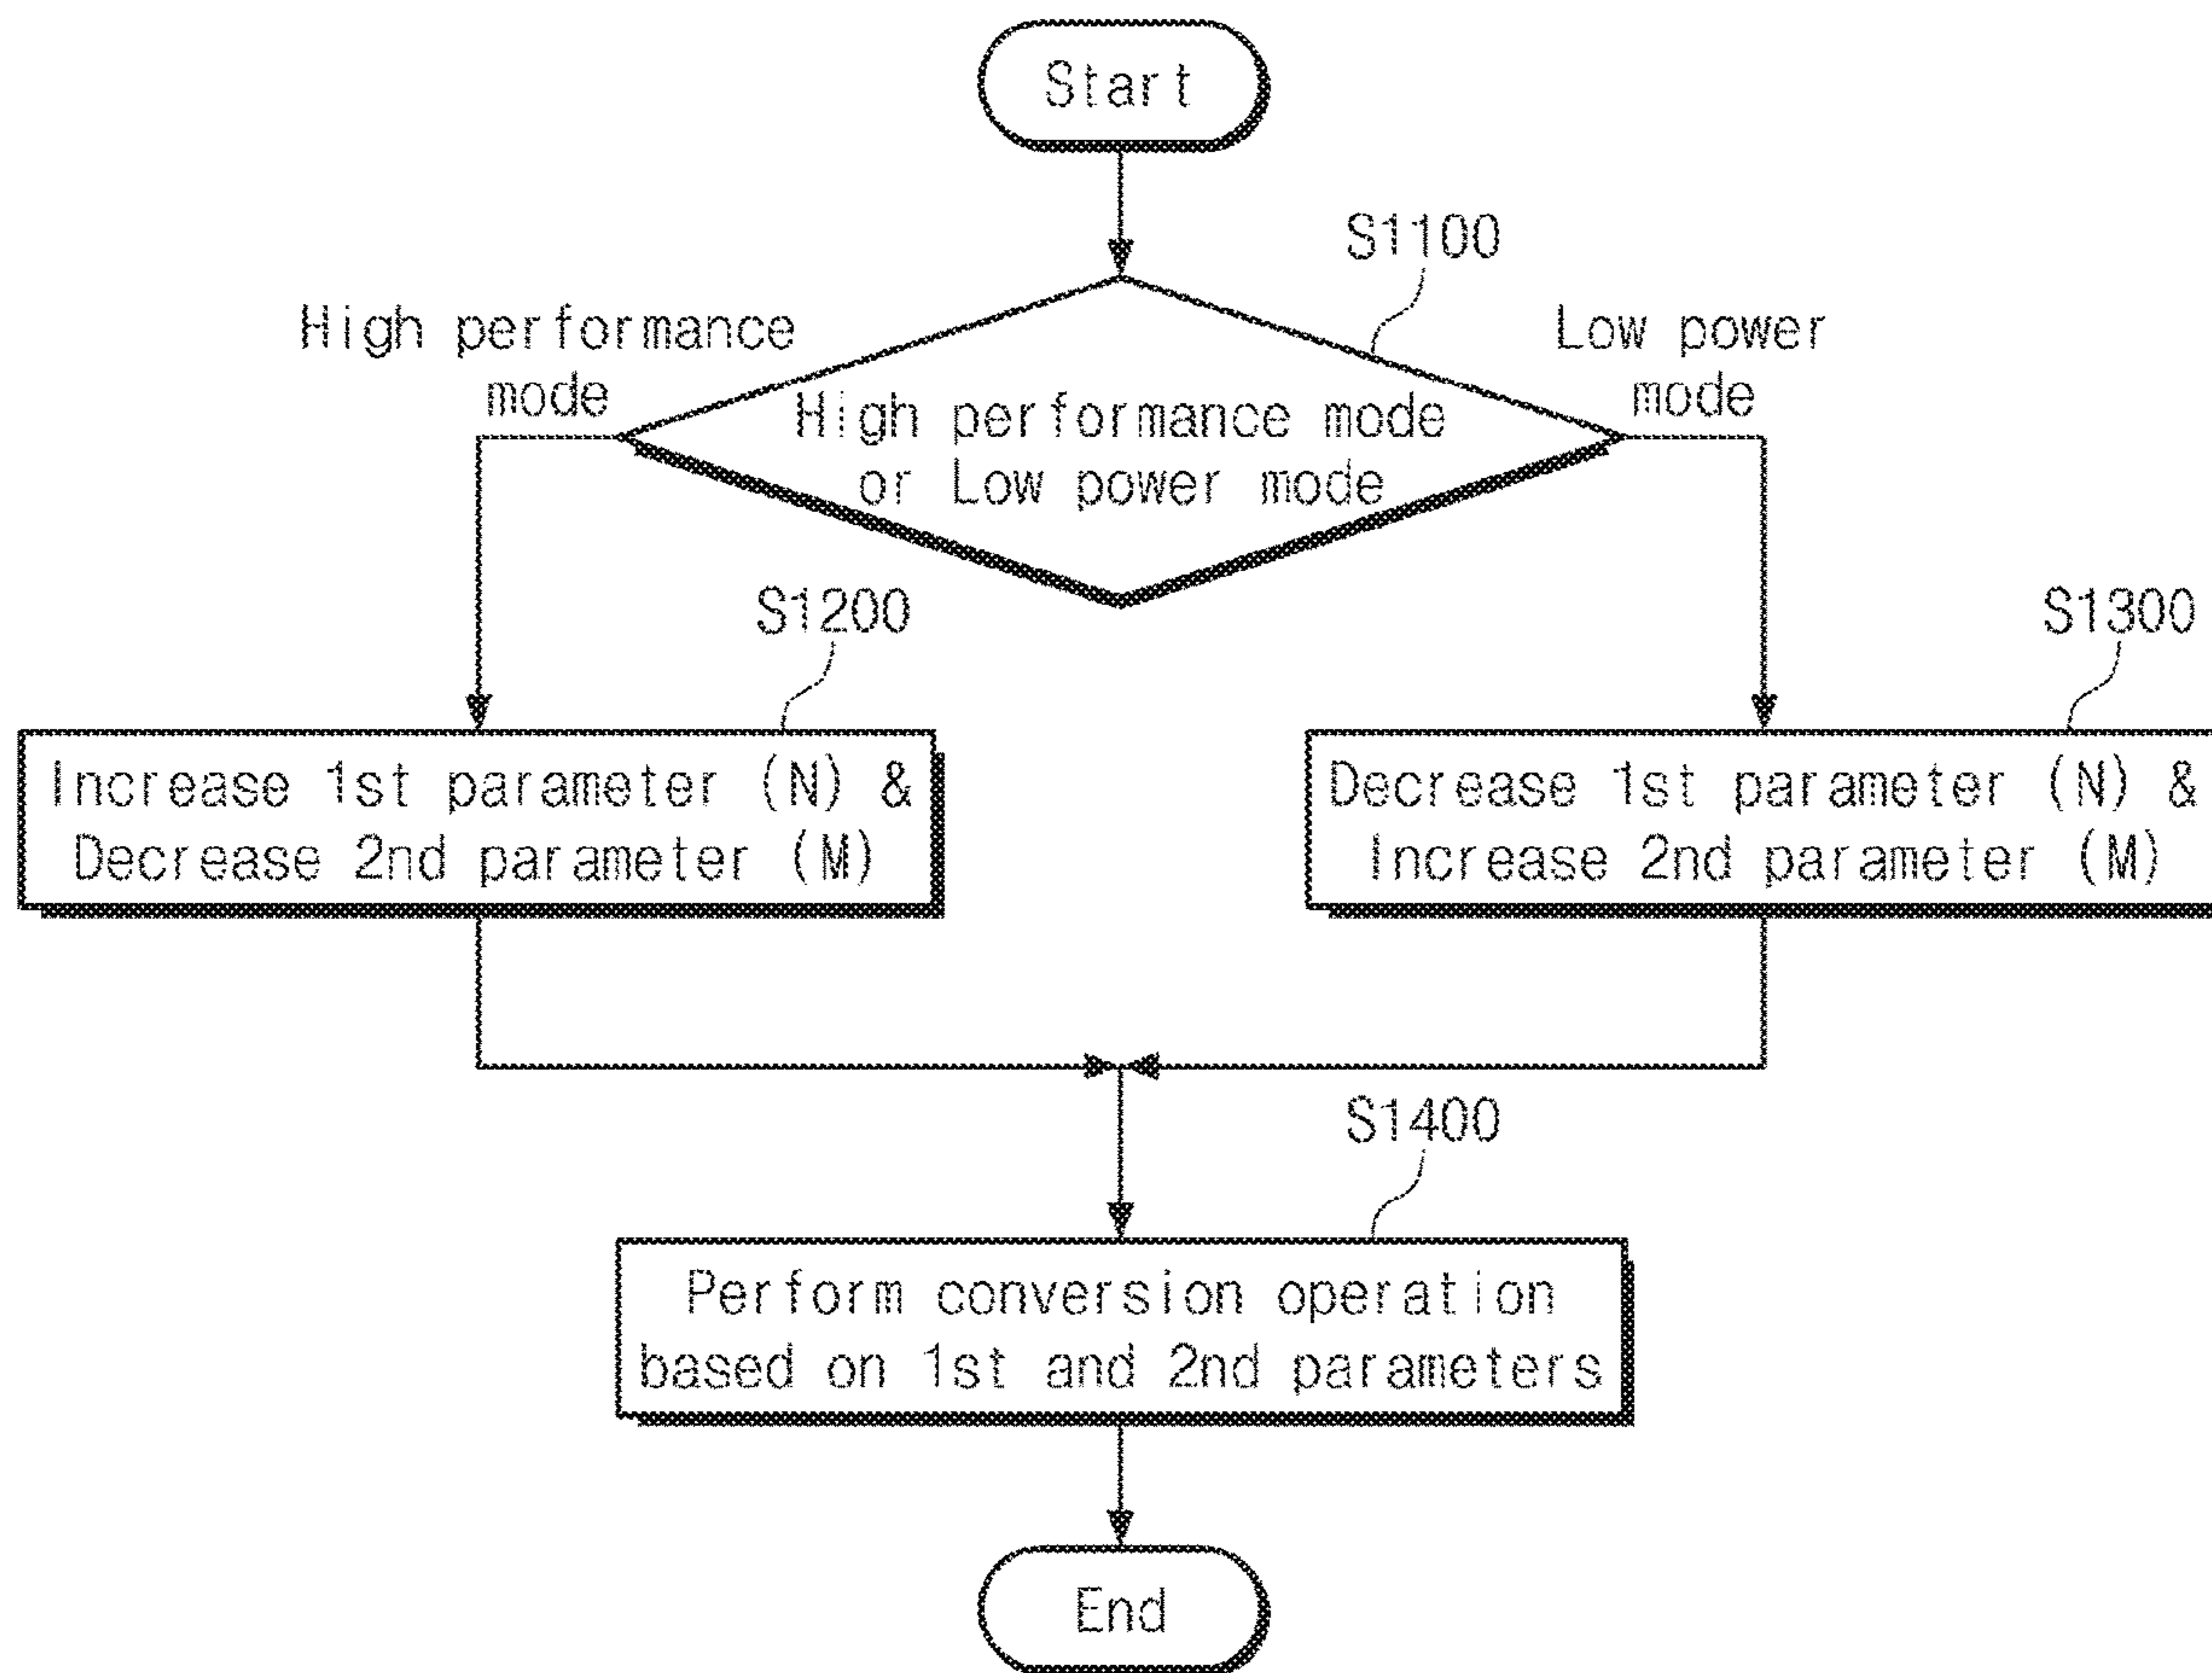 Start
S1100
High performance
mode
Low power
mode
High performance mode
or Low power mode
S1200
S1300
Increase 1st parameter (N) &
Decrease 2nd parameter (M)
Decrease 1st parameter (N) &
Increase 2nd parameter (M)
S1400
Perform conversion operation
based on 1st and 2nd parameters
End